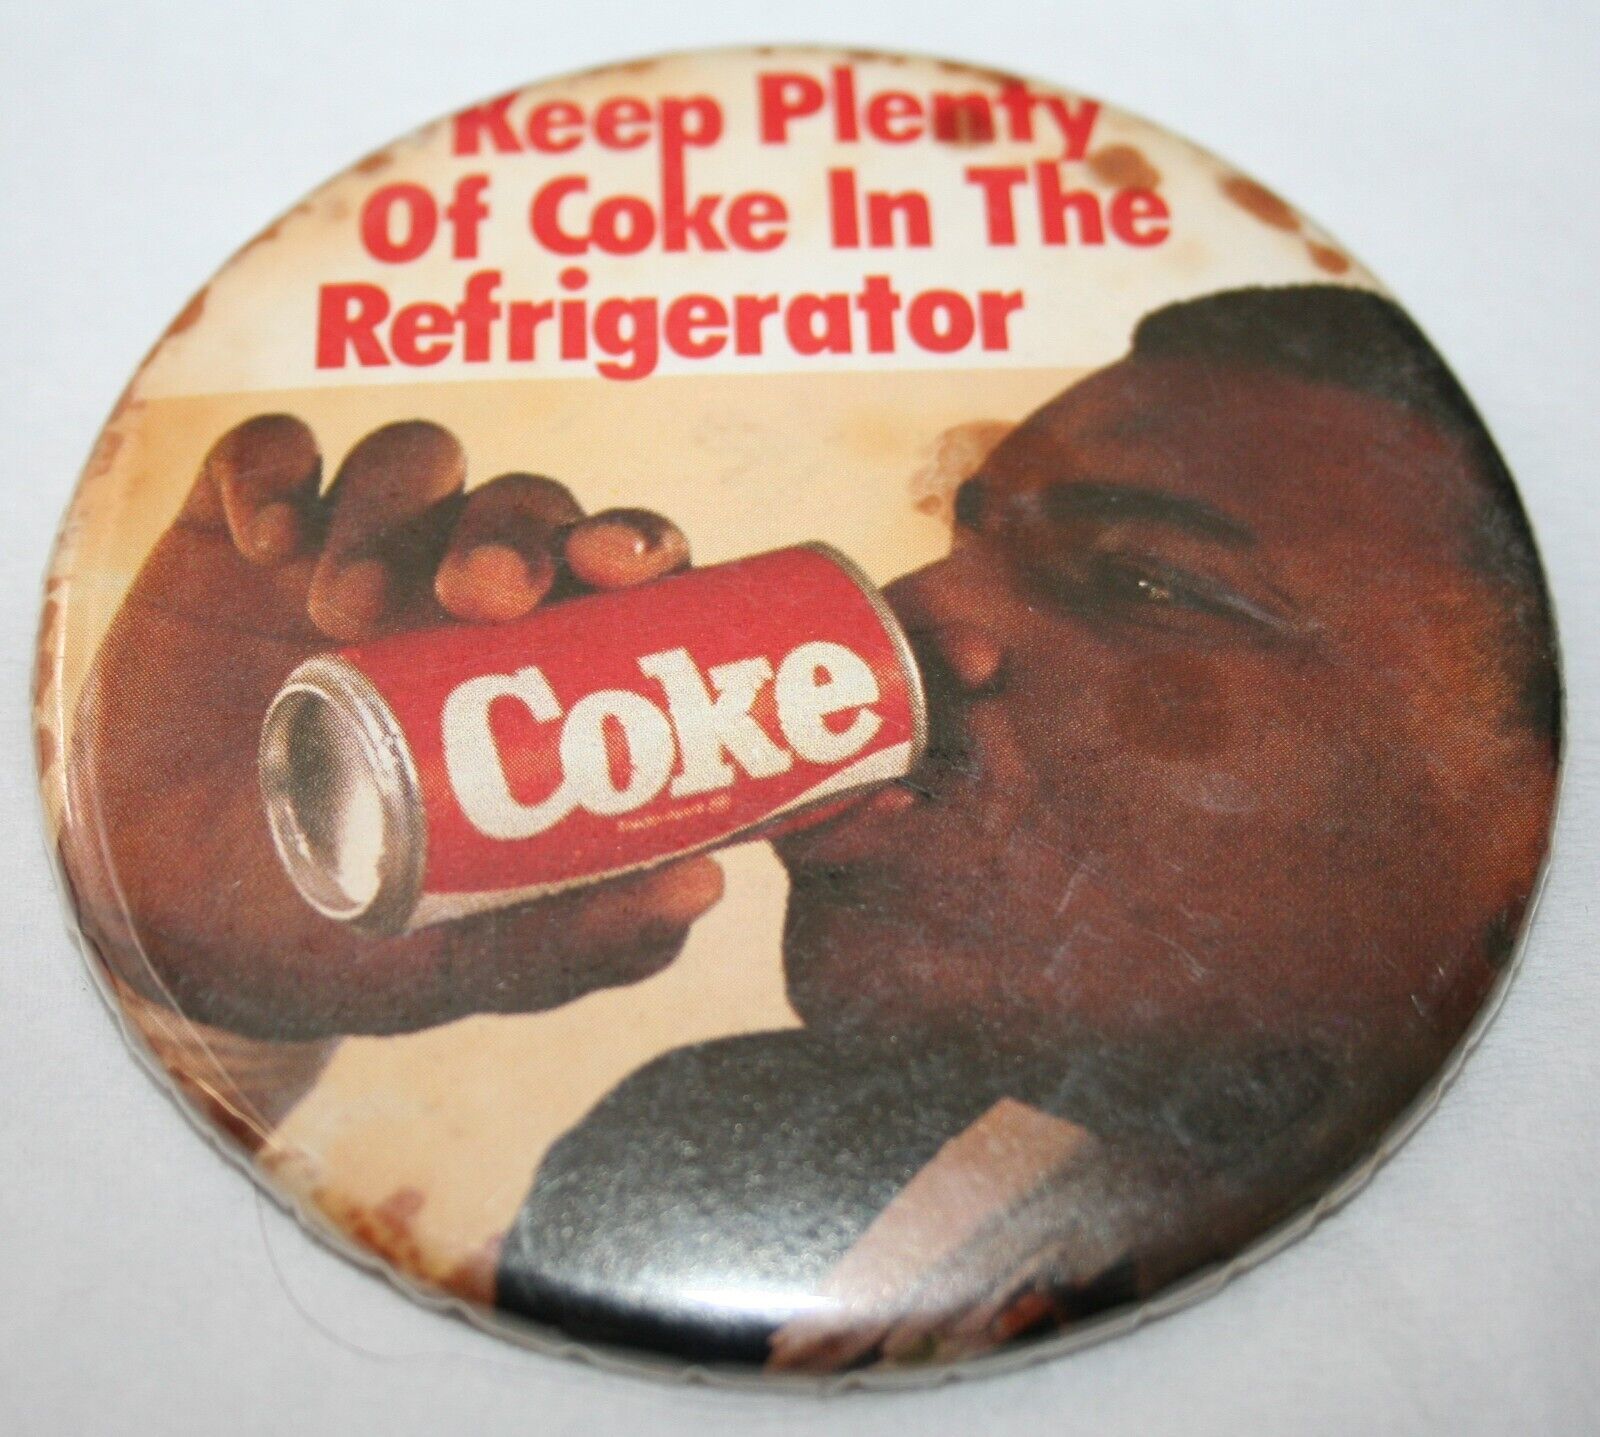 Keep Plenty
Of Coke In The
Refrigerator
Coke